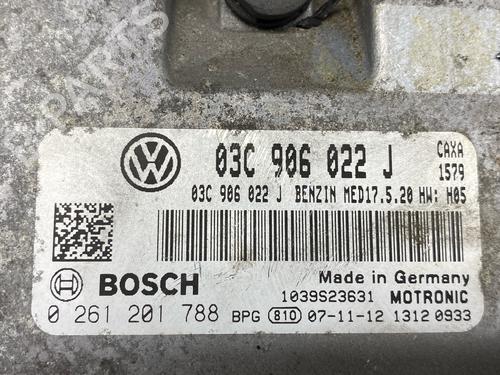 03C 906 022 J CAXA
1579
03C 906 022 J BENZIN MED17.5.20 HW: H05
BOSCH
Made in Germany
1039S23631 MOTRONIC
0 261 201 788 BPG 810 07-11-12 1312 0933